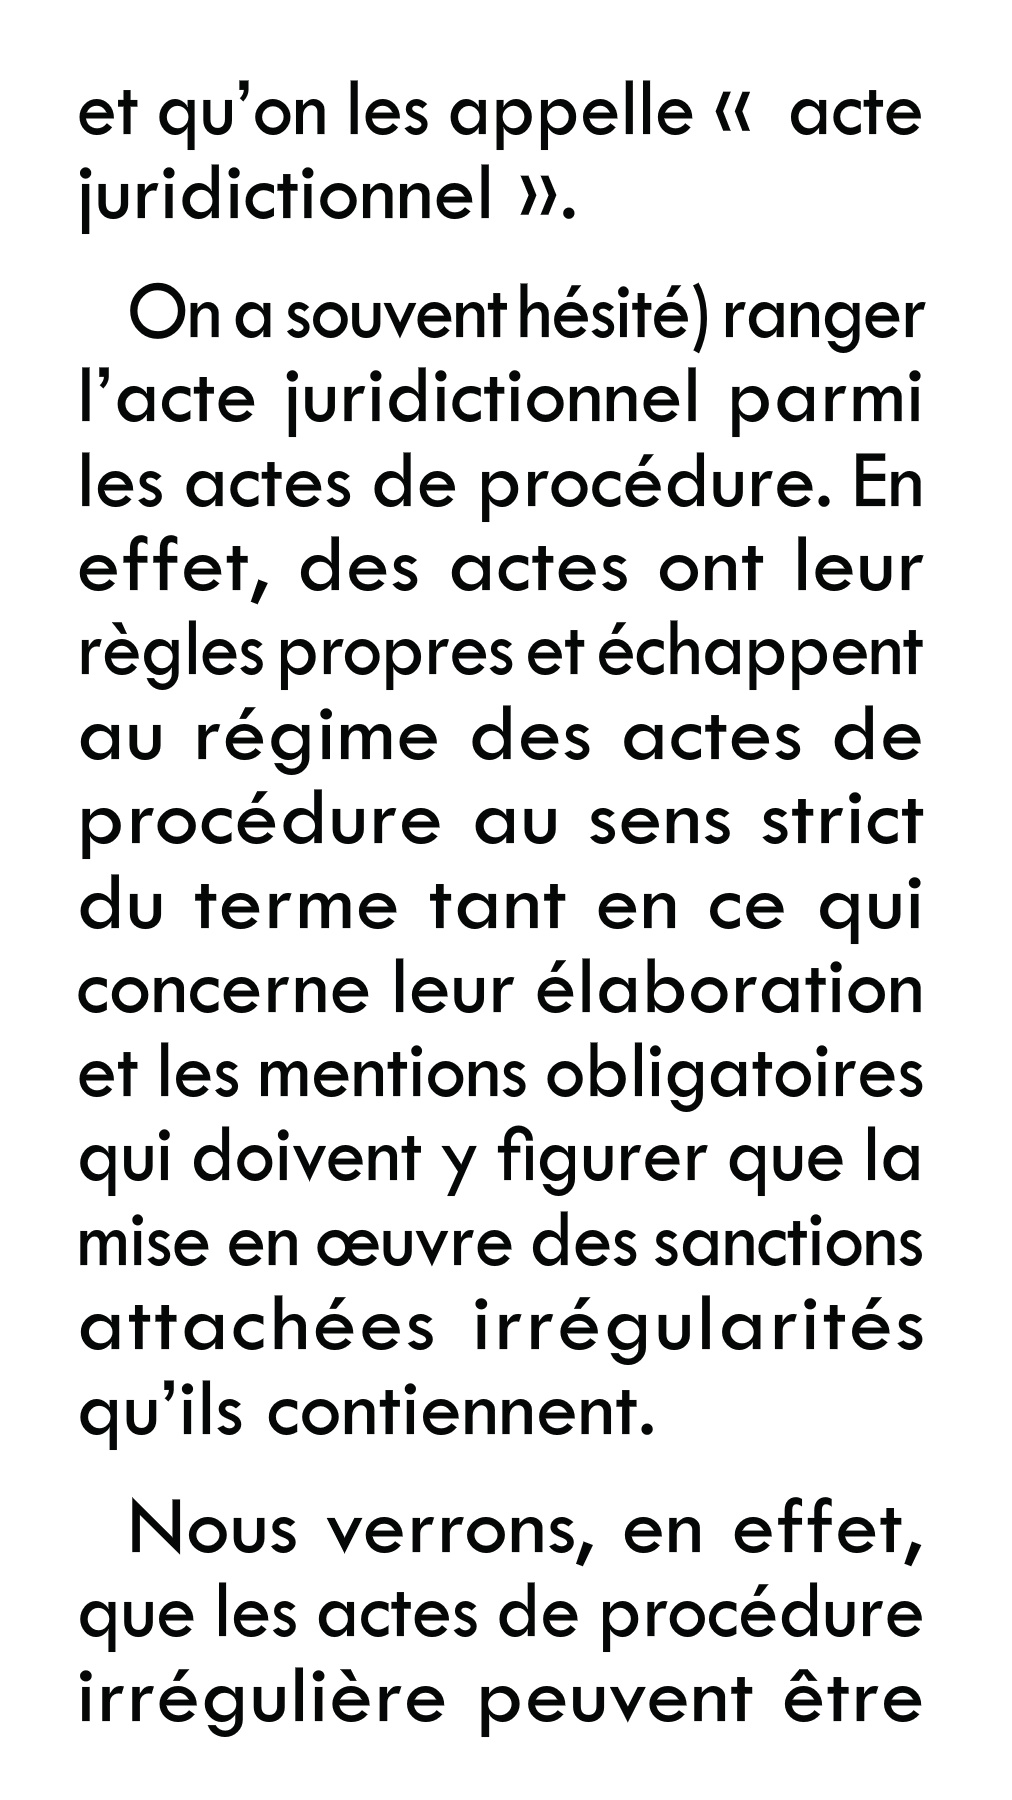 et qu’on les appelle «  acte
juridictionnel ».
On a souvent hésité) ranger
l’acte juridictionnel parmi
les actes de procédure. En
effet, des actes ont leur
règles propres et échappent
au régime des actes de
procédure au sens strict
du terme tant en ce qui
concerne leur élaboration
et les mentions obligatoires
qui doivent y figurer que la
mise en œuvre des sanctions
attachées irrégularités
qu’ils contiennent.
Nous verrons, en effet,
que les actes de procédure
irrégulière peuvent être